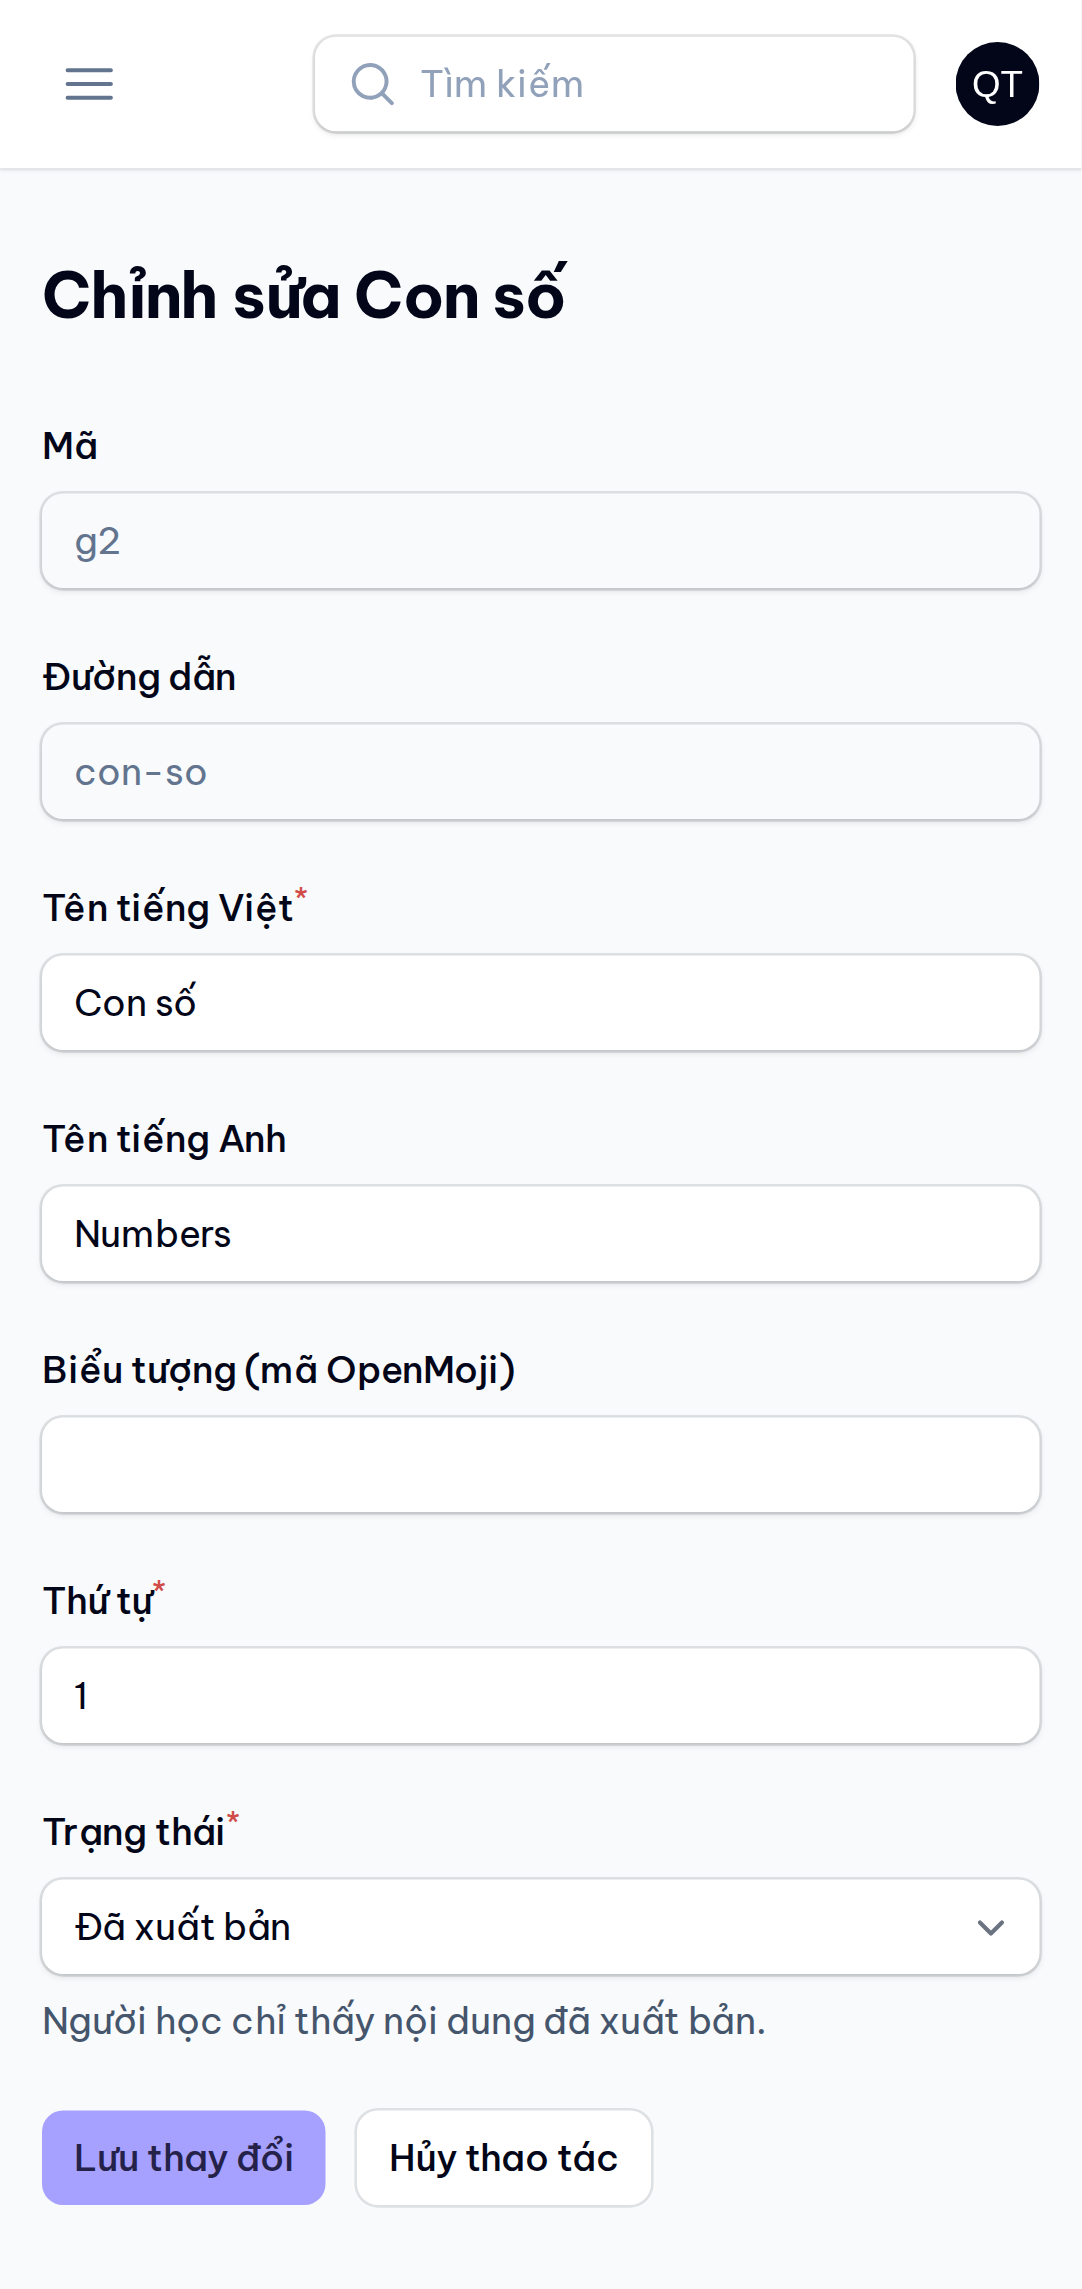 Tìm kiếm
QT
Chỉnh sửa Con số
Mã
g2
Đường dẫn
con-so
Tên tiếng Việt*
Con số
Tên tiếng Anh
Numbers
Biểu tượng (mã OpenMoji)
Thứ tự*
1
Trạng thái*
Đã xuất bản
Người học chỉ thấy nội dung đã xuất bản.
Lưu thay đổi
Hủy thao tác